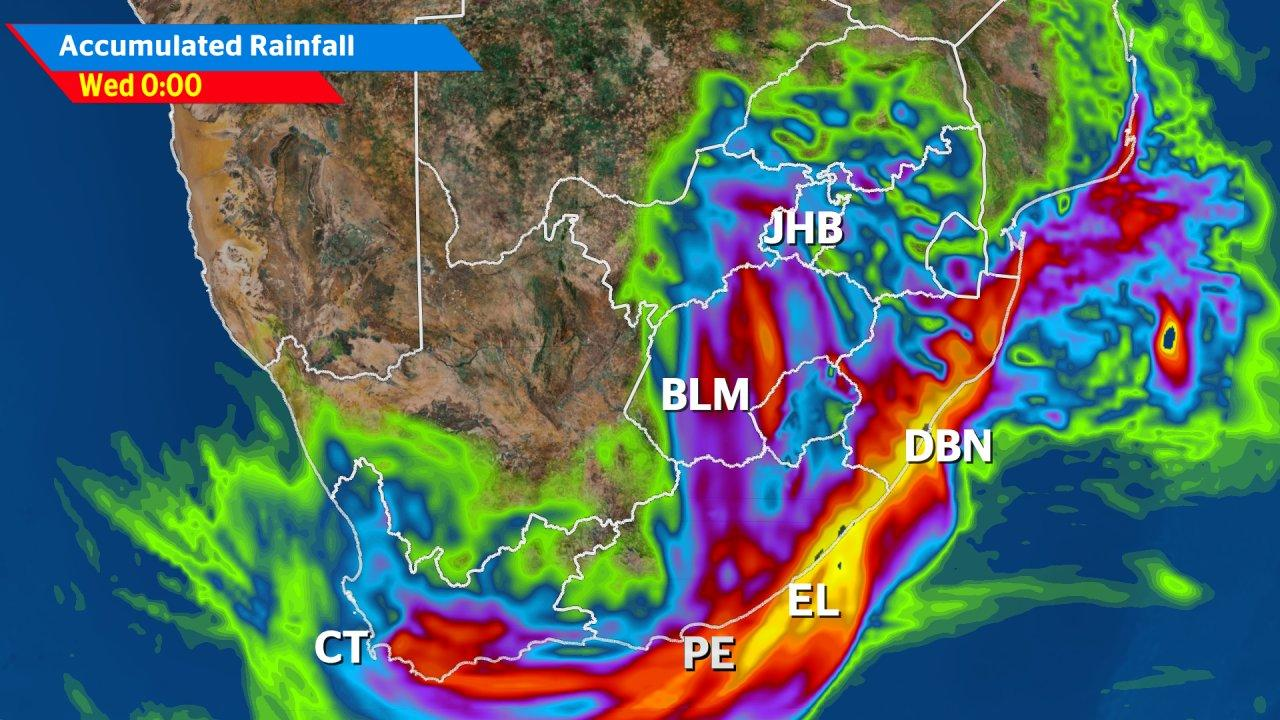 Accumulated Rainfall
Wed 0:00
JHB
BLM
DBN
EL
CT
PE